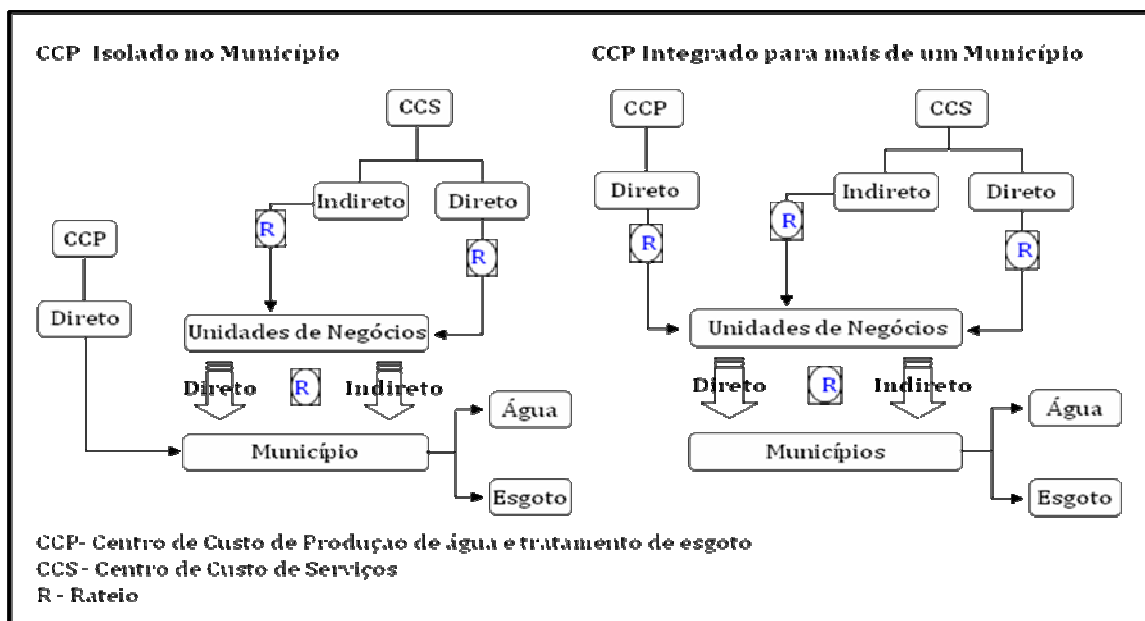 CCP Isolado no Município
CCS
Indireto
Direto
R
R
CCP
Direto
Unidades de Negócios
Direto
R
Indireto
Município
Água
Esgoto
CCP Integrado para mais de um Município
CCP
CCS
Direto
Indireto
Direto
R
R
R
Unidades de Negócios
Direto
R
Indireto
Municípios
Água
Esgoto
CCP- Centro de Custo de Produçao de água e tratamento de esgoto
CCS - Centro de Custo de Serviços
R - Rateio